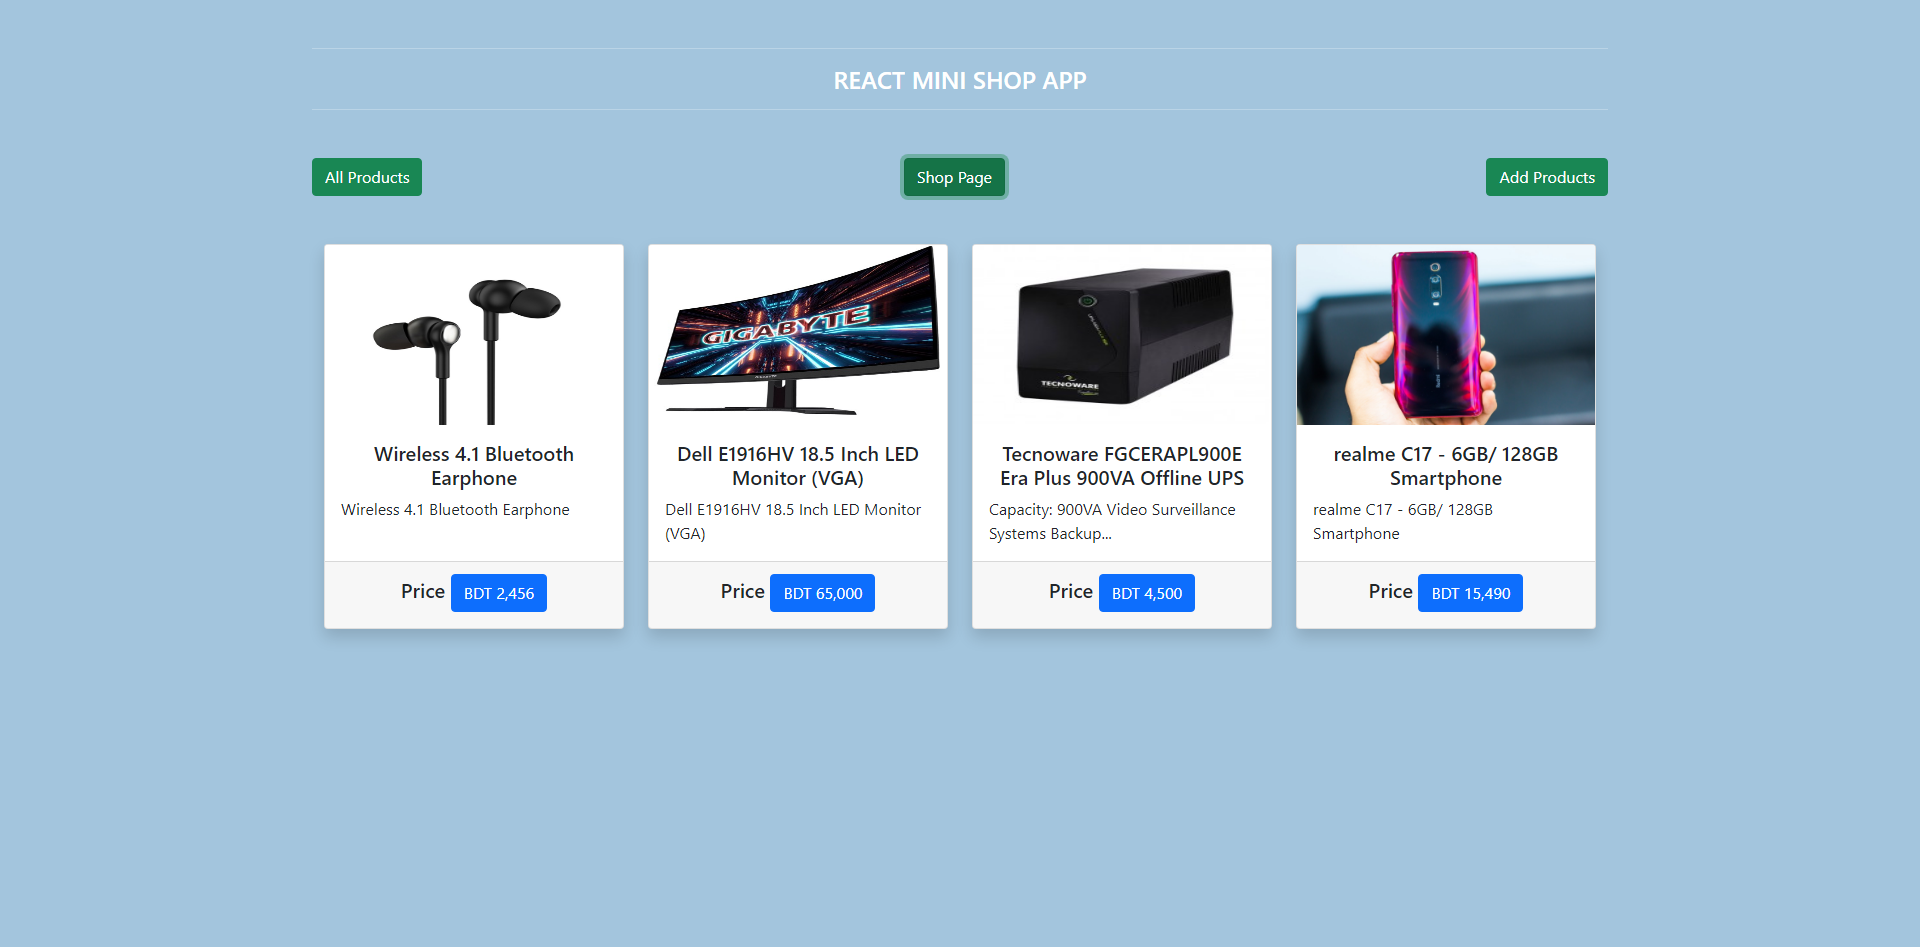 REACT MINI SHOP APP
All Products
Shop Page
Add Products
GIGABYTE
TECNOWARE
Wireless 4.1 Bluetooth
Earphone
Wireless 4.1 Bluetooth Earphone
Price BDT 2,456
Dell E1916HV 18.5 Inch LED
Monitor (VGA)
Dell E1916HV 18.5 Inch LED Monitor
(VGA)
Price BDT 65,000
Tecnoware FGCERAPL900E
Era Plus 900VA Offline UPS
Capacity: 900VA Video Surveillance
Systems Backup...
Price BDT 4,500
realme C17 - 6GB/ 128GB
Smartphone
realme C17 - 6GB/ 128GB
Smartphone
Price BDT 15,490